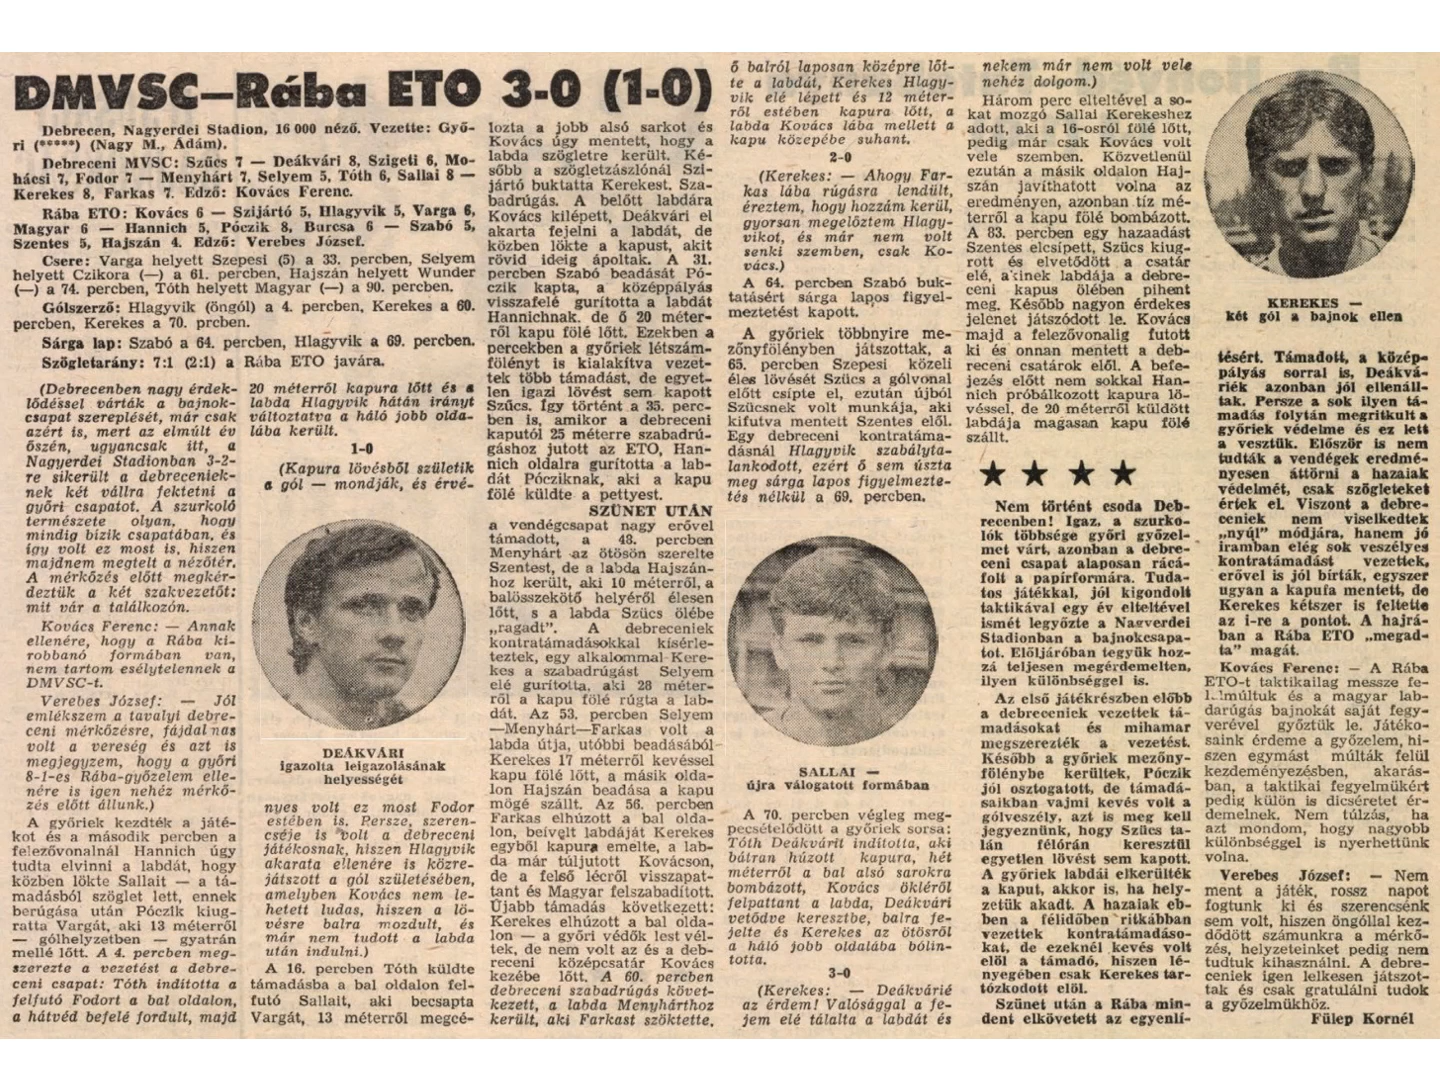 DMVSC—Rába ETO 3-0 (1-0)
Debrecen, Nagyerdei Stadion, 16 000 néző. Vezette: Győ-
ri (*****) (Nagy M., Ádám).
Debreceni MVSC: Szűcs 7 — Deákvári 8, Szigeti 6, Mo-
hácsi 7, Fodor 7 — Menyhárt 7, Selyem 5, Tóth 6, Sallai 8 —
Kerekes 8, Farkas 7. Edző: Kovács Ferenc.
Rába ETO: Kovács 6 — Szijártó 5, Hlagyvik 5, Varga 6,
Magyar 6 — Hannich 5, Póczik 8, Burcsa 6 — Szabó 5,
Szentes 5, Hajszán 4. Edző: Verebes József.
Csere: Varga helyett Szepesi (5) a 33. percben, Selyem
helyett Czikora (—) a 61. percben, Hajszán helyett Wunder
(—) a 74. percben, Tóth helyett Magyar (—) a 90. percben.
Gólszerző: Hlagyvik (öngól) a 4. percben, Kerekes a 60.
percben, Kerekes a 70. prcben.
Sárga lap: Szabó a 64. percben, Hlagyvik a 69. percben.
Szögletarány: 7:1 (2:1) a Rába ETO javára.
(Debrecenben nagy érdek-
lődéssel várták a bajnok-
csapat szereplését, már csak
azért is, mert az elmúlt év
őszén, ugyancsak itt, a
Nagyerdei Stadionban 3-2-
re sikerült a debreceniek-
nek két vállra fektetni a
győri csapatot. A szurkoló
természete olyan, hogy
mindig bízik csapatában, és
így volt ez most is, hiszen
majdnem megtelt a nézőtér.
A mérkőzés előtt megkér-
deztük a két szakvezetőt:
mit vár a találkozón.
Kovács Ferenc: — Annak
ellenére, hogy a Rába ki-
robbanó formában van,
nem tartom esélytelennek a
DMVSC-t.
Verebes József: — Jól
emlékszem a tavalyi debre-
ceni mérkőzésre, fájdalmas
volt a vereség és azt is
megjegyzem, hogy a győri
8-1-es Rába-győzelem elle-
nére is igen nehéz mérkő-
zés előtt állunk.)
A győriek kezdték a játé-
kot és a második percben a
felezővonalnál Hannich úgy
tudta elvinni a labdát, hogy
közben lökte Sallait — a tá-
madásból szöglet lett, ennek
berúgása után Póczik kiug-
ratta Vargát, aki 13 méterről
— gólhelyzetben — gyatrán
mellé lőtt. A 4. percben meg-
szerezte a vezetést a debre-
ceni csapat: Tóth indította a
felfutó Fodort a bal oldalon,
a hátvéd befelé fordult, majd
20 méterről kapura lőtt és a
labda Hlagyvik hátán irányt
változtatva a háló jobb olda-
lába került.
1-0
(Kapura lövésből születik
a gól — mondják, és érvé-
DEÁKVÁRI
igazolta leigazolásának
helyességét
nyes volt ez most Fodor
estében is. Persze, szeren-
cséje is volt a debreceni
játékosnak, hiszen Hlagyvik
akarata ellenére is közre-
játszott a gól születésében,
amelyben Kovács nem le-
hetett ludas, hiszen a lö-
vésre balra mozdult, és
már nem tudott a labda
után indulni.)
A 16. percben Tóth küldte
támadásba a bal oldalon fel-
futó Sallait, aki becsapta
Vargát, 13 méterről megcé-
lozta a jobb alsó sarkot és
Kovács úgy mentett, hogy a
labda szögletre került. Ké-
sőbb a szögletzászlónál Szi-
jártó buktatta Kerekest. Sza-
badrúgás. A belőtt labdára
Kovács kilépett, Deákvári el
akarta fejelni a labdát, de
közben lökte a kapust, akit
rövid ideig ápoltak. A 31.
percben Szabó beadását Pó-
czik kapta, a középpályás
visszafelé gurította a labdát
Hannichnak. de ő 20 méter-
ről kapu fölé lőtt. Ezekben a
percekben a győriek létszám-
fölényt is kialakítva vezet-
tek több támadást, de egyet-
len igazi lövést sem kapott
Szűcs. Így történt a 35. perc-
ben is, amikor a debreceni
kaputól 25 méterre szabadrú-
gáshoz jutott az ETO, Han-
nich oldalra gurította a lab-
dát Pócziknak, aki a kapu
fölé küldte a pettyest.
SZÜNET UTÁN
a vendégcsapat nagy erővel
támadott, a 48. percben
Menyhárt az ötösön szerelte
Szentest, de a labda Hajszán-
hoz került, aki 10 méterről, a
balösszekötő helyéről élesen
lőtt, s a labda Szűcs ölébe
„ragadt”. A debreceniek
kontratámadásokkal kísérle-
teztek, egy alkalommal Kere-
kes a szabadrúgást Selyem
elé gurította, aki 28 méter-
ről a kapu fölé rúgta a lab-
dát. Az 53. percben Selyem
—Menyhárt—Farkas volt a
labda útja, utóbbi beadásából
Kerekes 17 méterről kevéssel
kapu fölé lőtt, a másik olda-
lon Hajszán beadása a kapu
mögé szállt. Az 56. percben
Farkas elhúzott a bal olda-
lon, beívelt labdáját Kerekes
egyből kapura emelte, a lab-
da már túljutott Kovácson,
de a felső lécről visszapat-
tant és Magyar felszabadított.
Újabb támadás következett:
Kerekes elhúzott a bal olda-
lon — a győri védők lest vél-
tek, de nem volt az és a deb-
receni középcsatár Kovács
kezébe lőtt. A 60. percben
debreceni szabadrúgás követ-
kezett, a labda Menyhárthoz
került, aki Farkast szöktette.
ő balról laposan középre lőt-
te a labdát, Kerekes Hlagy-
vik elé lépett és 12 méter-
ről estében kapura lőtt, a
labda Kovács lába mellett a
kapu közepébe suhant.
2-0
(Kerekes: — Ahogy Far-
kas lába rúgásra lendült,
éreztem, hogy hozzám kerül,
gyorsan megelőztem Hlagy-
vikot, és már nem volt
senki szemben, csak Ko-
vács.)
A 64. percben Szabó buk-
tatásért sárga lapos figyel-
meztetést kapott.
A győriek többnyire me-
zőnyfölényben játszottak, a
65. percben Szepesi közeli
éles lövését Szűcs a gólvonal
előtt csípte el, ezután újból
Szücsnek volt munkája, aki
kifutva mentett Szentes elől.
Egy debreceni kontratáma-
dásnál Hlagyvik szabályta-
lankodott, ezért ő sem úszta
meg sárga lapos figyelmezte-
tés nélkül a 69. percben.
SALLAI —
újra válogatott formában
A 70. percben végleg meg-
pecsételődött a győriek sorsa:
Tóth Deákvárit indította, aki
bátran húzott kapura, hét
méterről a bal alsó sarokra
bombázott, Kovács ökléről
felpattant a labda, Deákvári
vetődve keresztbe, balra fe-
jelte és Kerekes az ötösről
a háló jobb oldalába bólin-
totta.
3-0
(Kerekes: — Deákvárié
az érdem! Valósággal a fe-
jem elé tálalta a labdát és
nekem már nem volt vele
nehéz dolgom.)
Három perc elteltével a so-
kat mozgó Sallai Kerekeshez
adott, aki a 16-osról fölé lőtt,
pedig már csak Kovács volt
vele szemben. Közvetlenül
ezután a másik oldalon Haj-
szán javíthatott volna az
eredményen, azonban tíz mé-
terről a kapu fölé bombázott.
A 83. percben egy hazaadást
Szentes elcsípett, Szűcs kiug-
rott és elvetődött a csatár
elé, akinek labdája a debre-
ceni kapus ölében pihent
meg. Később nagyon érdekes
jelenet játszódott le. Kovács
majd a felezővonalig futott
ki és onnan mentett a deb-
receni csatárok elől. A befe-
jezés előtt nem sokkal Han-
nich próbálkozott kapura lö-
véssel, de 20 méterről küldött
labdája magasan kapu fölé
szállt.
★ ★ ★ ★
Nem történt csoda Deb-
recenben! Igaz, a szurko-
lók többsége győri győzel-
met várt, azonban a debre-
ceni csapat alaposan rácá-
folt a papírformára. Tuda-
tos játékkal, jól kigondolt
taktikával egy év elteltével
ismét legyőzte a Nagyerdei
Stadionban a bajnokcsapa-
tot. Előljáróban tegyük hoz-
zá teljesen megérdemelten,
ilyen különbséggel is.
Az első játékrészben előbb
a debreceniek vezettek tá-
madásokat és mihamar
megszerezték a vezetést.
Később a győriek mezőny-
fölénybe kerültek, Póczik
jól osztogatott, de támadá-
saikban vajmi kevés volt a
gólveszély, azt is meg kell
jegyeznünk, hogy Szűcs ta-
lán félórán keresztül
egyetlen lövést sem kapott.
A győriek labdái elkerülték
a kaput, akkor is, ha hely-
zetük akadt. A hazaiak eb-
ben a félidőben ritkábban
vezettek kontratámadáso-
kat, de ezeknél kevés volt
elöl a támadó, hiszen lé-
nyegében csak Kerekes tar-
tózkodott elöl.
Szünet után a Rába min-
dent elkövetett az egyenlí-
KEREKES —
két gól a bajnok ellen
tésért. Támadott, a közép-
pályás sorral is, Deákvá-
riék azonban jól ellenáll-
tak. Persze a sok ilyen tá-
madás folytán megritkult a
győriek védelme és ez lett
a vesztük. Először is nem
tudták a vendégek eredmé-
nyesen áttörni a hazaiak
védelmét, csak szögleteket
értek el. Viszont a debre-
ceniek nem viselkedtek
„nyúl” módjára, hanem jó
iramban elég sok veszélyes
kontratámadást vezettek,
erővel is jól bírták, egyszer
ugyan a kapufa mentett, de
Kerekes kétszer is feltette
az i-re a pontot. A hajrá-
ban a Rába ETO „megad-
ta” magát.
Kovács Ferenc: — A Rába
ETO-t taktikailag messze fe-
lülmúltuk és a magyar lab-
darúgás bajnokát saját fegy-
verével győztük le. Játéko-
saink érdeme a győzelem, hi-
szen egymást múlták felül
kezdeményezésben, akarás-
ban, a taktikai fegyelmükért
pedig külön is dicséretet ér-
demelnek. Nem túlzás, ha
azt mondom, hogy nagyobb
különbséggel is nyerhettünk
volna.
Verebes József: — Nem
ment a játék, rossz napot
fogtunk ki és szerencsénk
sem volt, hiszen öngóllal kez-
dődött számunkra a mérkő-
zés, helyzeteinket pedig nem
tudtuk kihasználni. A debre-
ceniek igen lelkesen játszot-
tak és csak gratulálni tudok
a győzelmükhöz.
Fülep Kornél